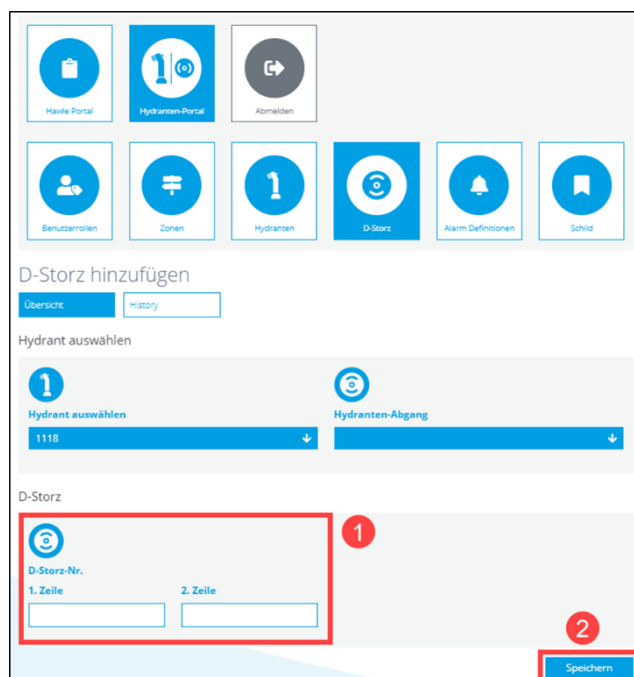 Hawle Portal
Hydranten-Portal
Abmelden
Benutzerrollen
Zonen
Hydranten
D-Storz
Alarm Definitionen
Schild
D-Storz hinzufügen
Übersicht
History
Hydrant auswählen
Hydrant auswählen
Hydranten-Abgang
1118
D-Storz
1
D-Storz-Nr.
1. Zeile
2. Zeile
2
Speichern